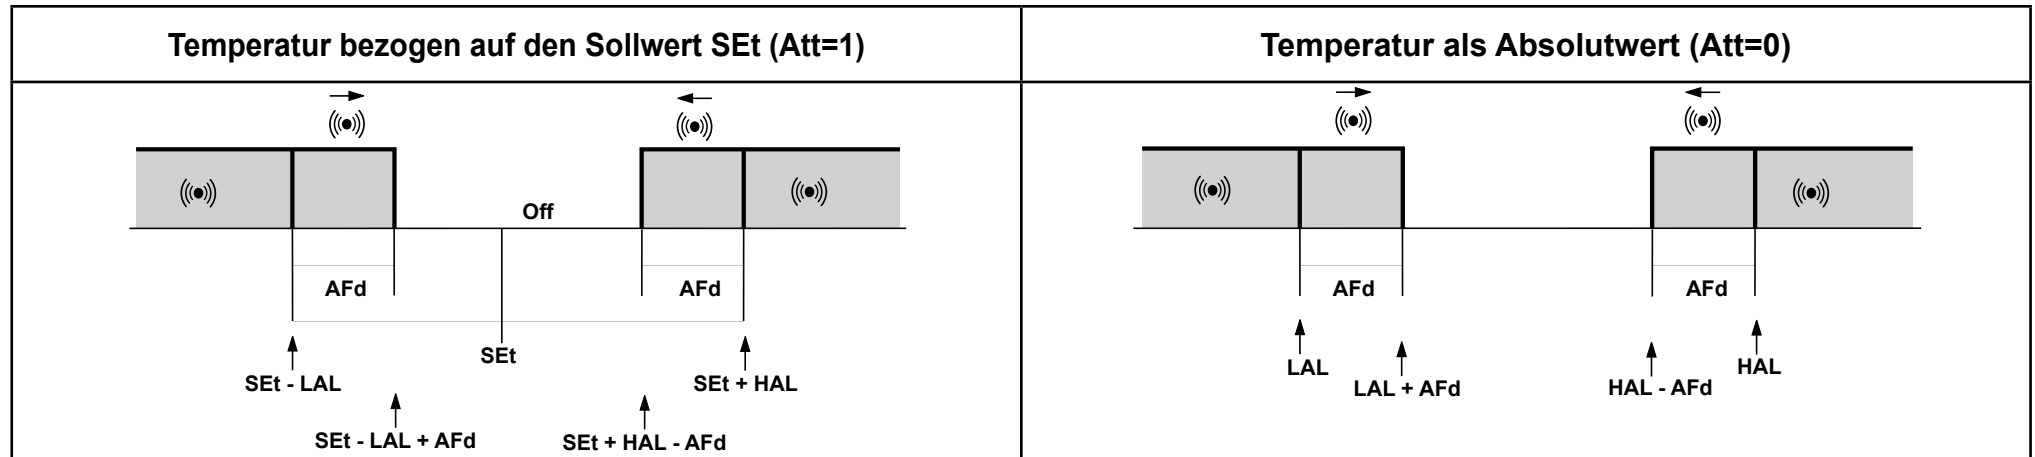 Temperatur bezogen auf den Sollwert SEt (Att=1)
Off
AFd
AFd
SEt
SEt - LAL
SEt + HAL
SEt - LAL + AFd
SEt + HAL - AFd
Temperatur als Absolutwert (Att=0)
AFd
AFd
LAL
HAL
LAL + AFd
HAL - AFd